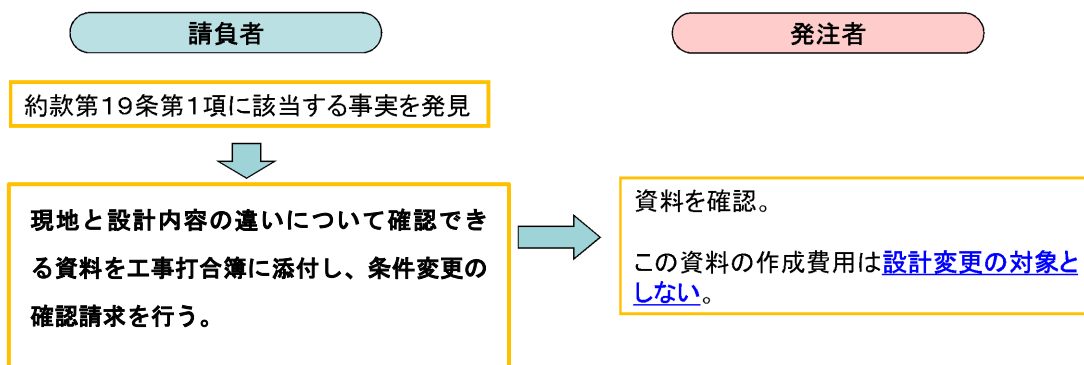 請負者
発注者
約款第19条第1項に該当する事実を発見
現地と設計内容の違いについて確認でき
る資料を工事打合簿に添付し、条件変更の
確認請求を行う。
資料を確認。
この資料の作成費用は設計変更の対象と
しない。